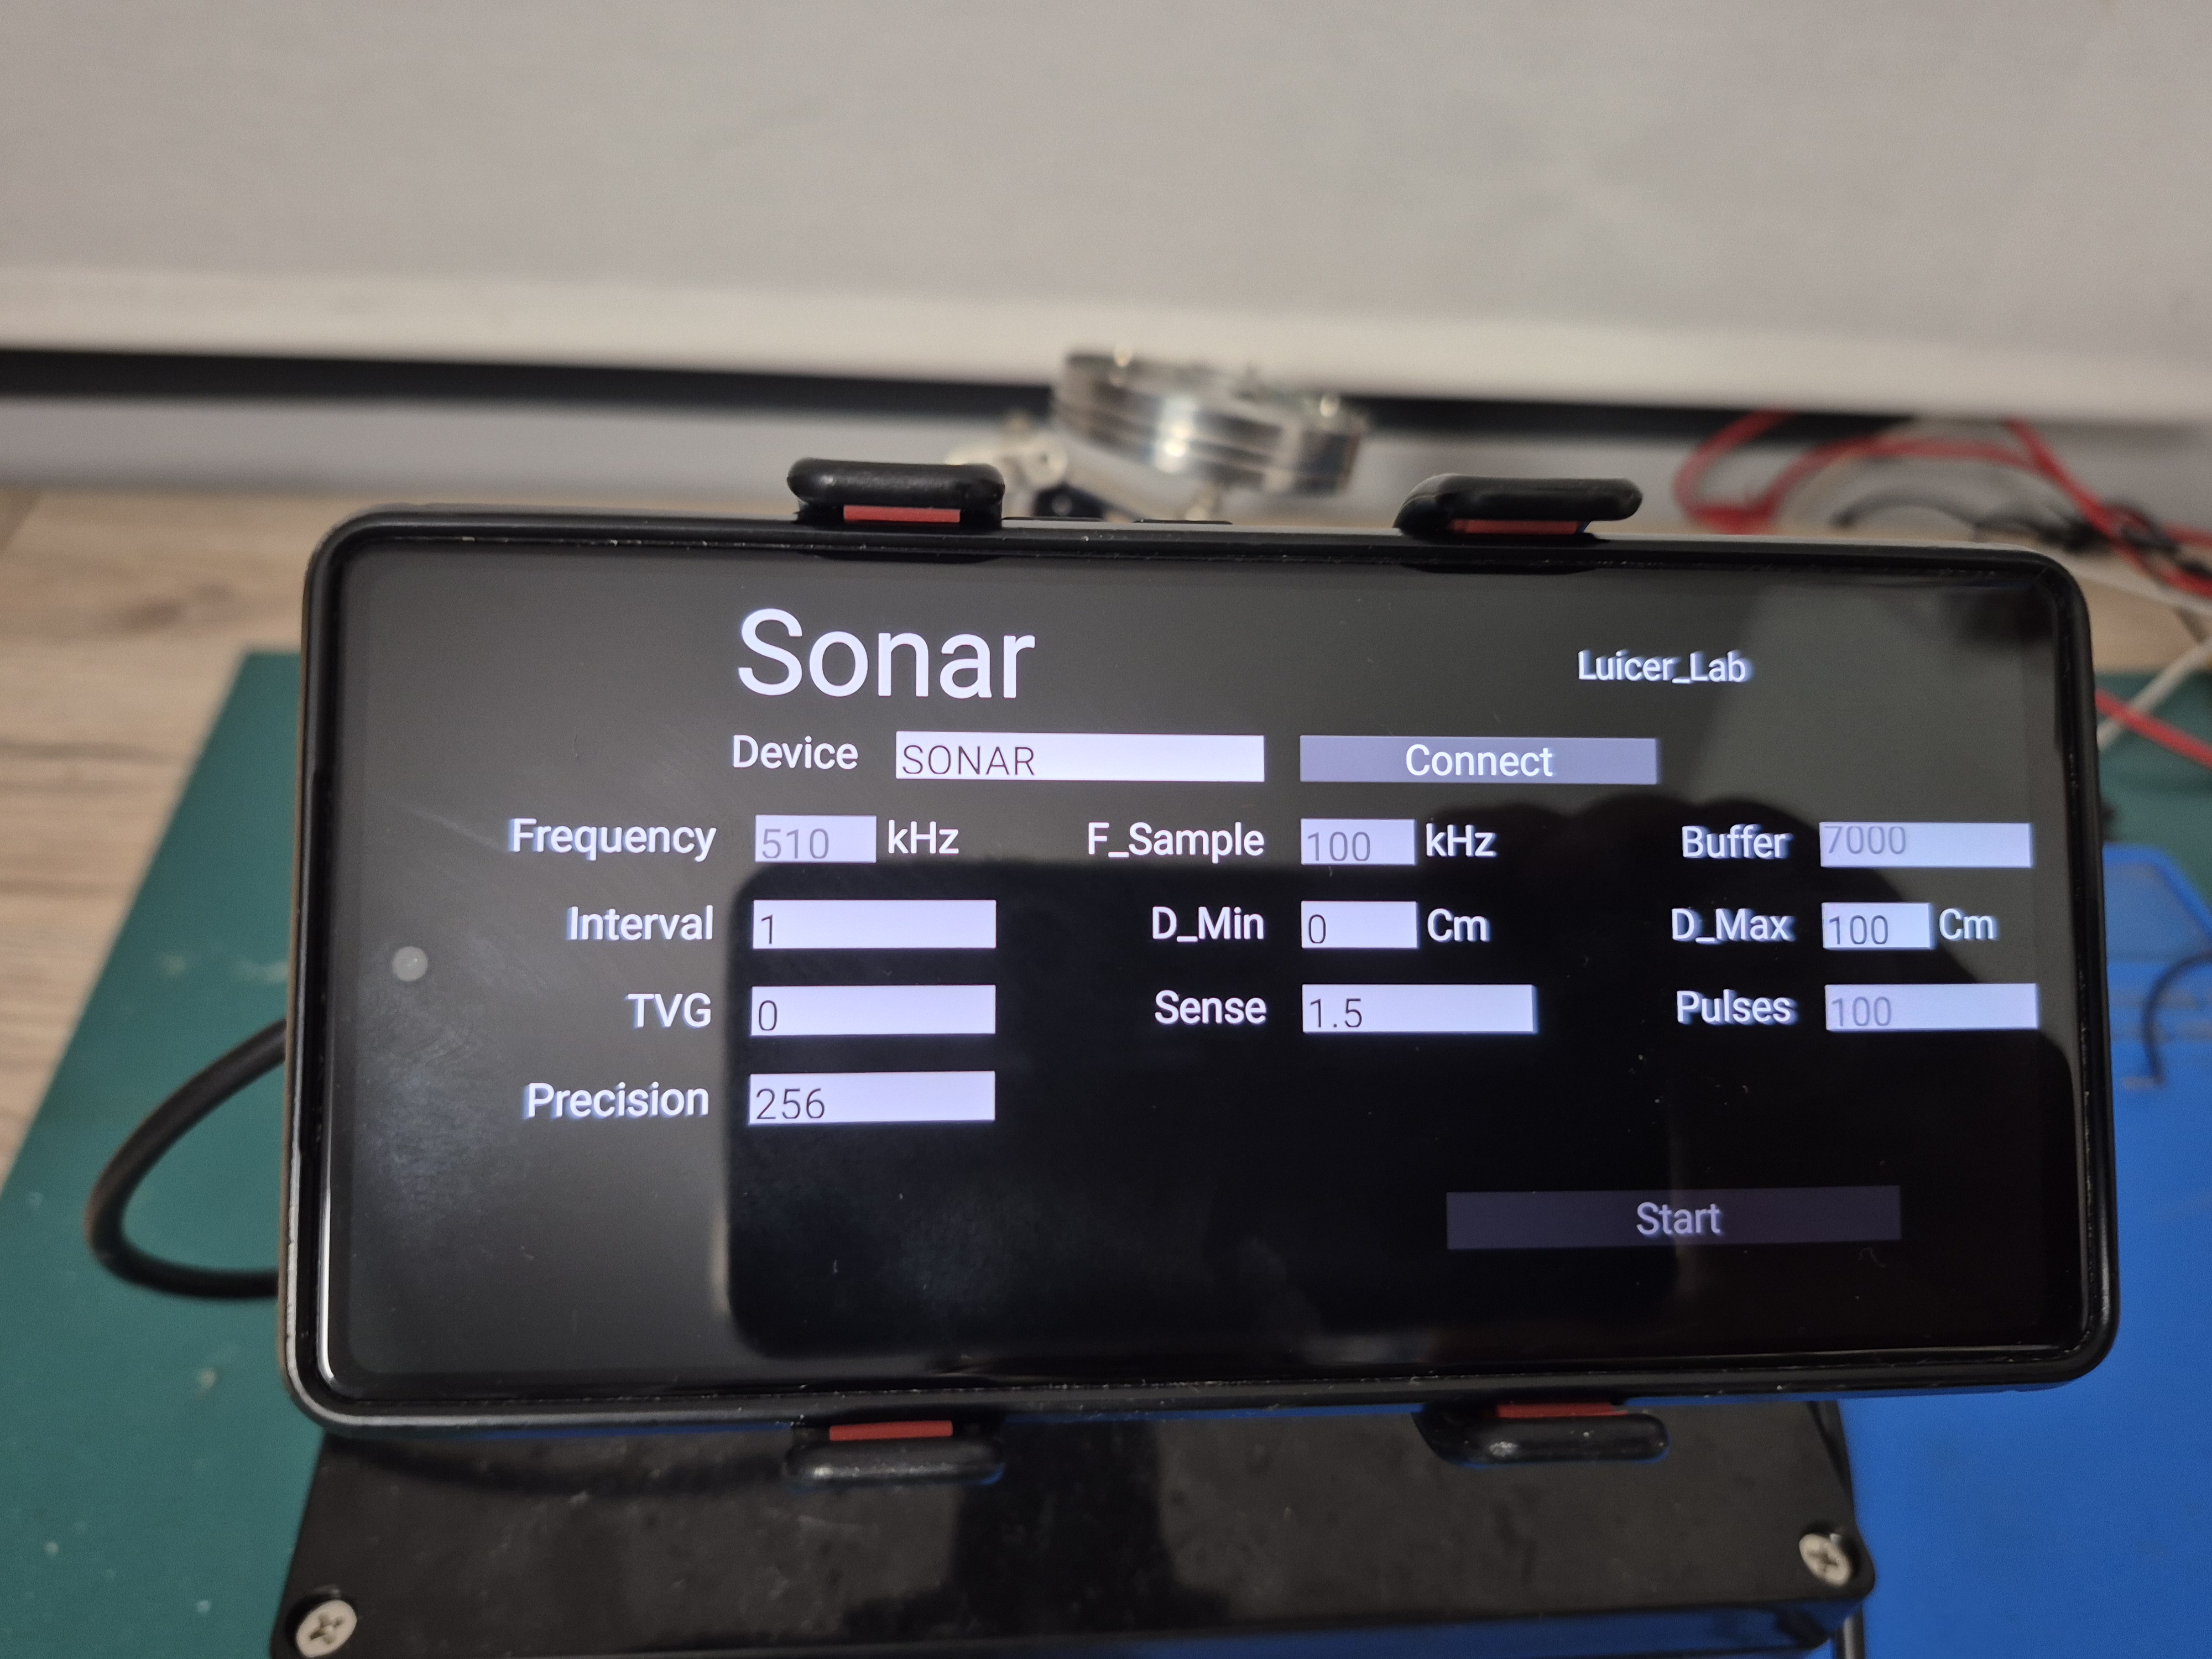 Sonar
Luicer_Lab
Device SONAR Connect
Frequency 510 kHz F_Sample 100 kHz Buffer 7000
Interval 1 D_Min 0 Cm D_Max 100 Cm
TVG 0 Sense 1.5 Pulses 100
Precision 256
Start